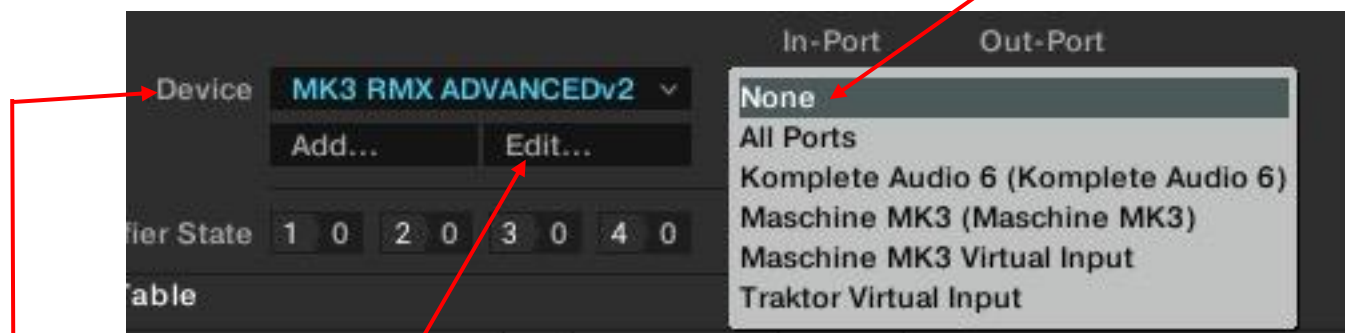 In-Port Out-Port
Device MK3 RMX ADVANCEDv2
None
Add... Edit...
All Ports
Komplete Audio 6 (Komplete Audio 6)
fier State 1 0 2 0 3 0 4 0
Maschine MK3 (Maschine MK3)
Maschine MK3 Virtual Input
Table
Traktor Virtual Input